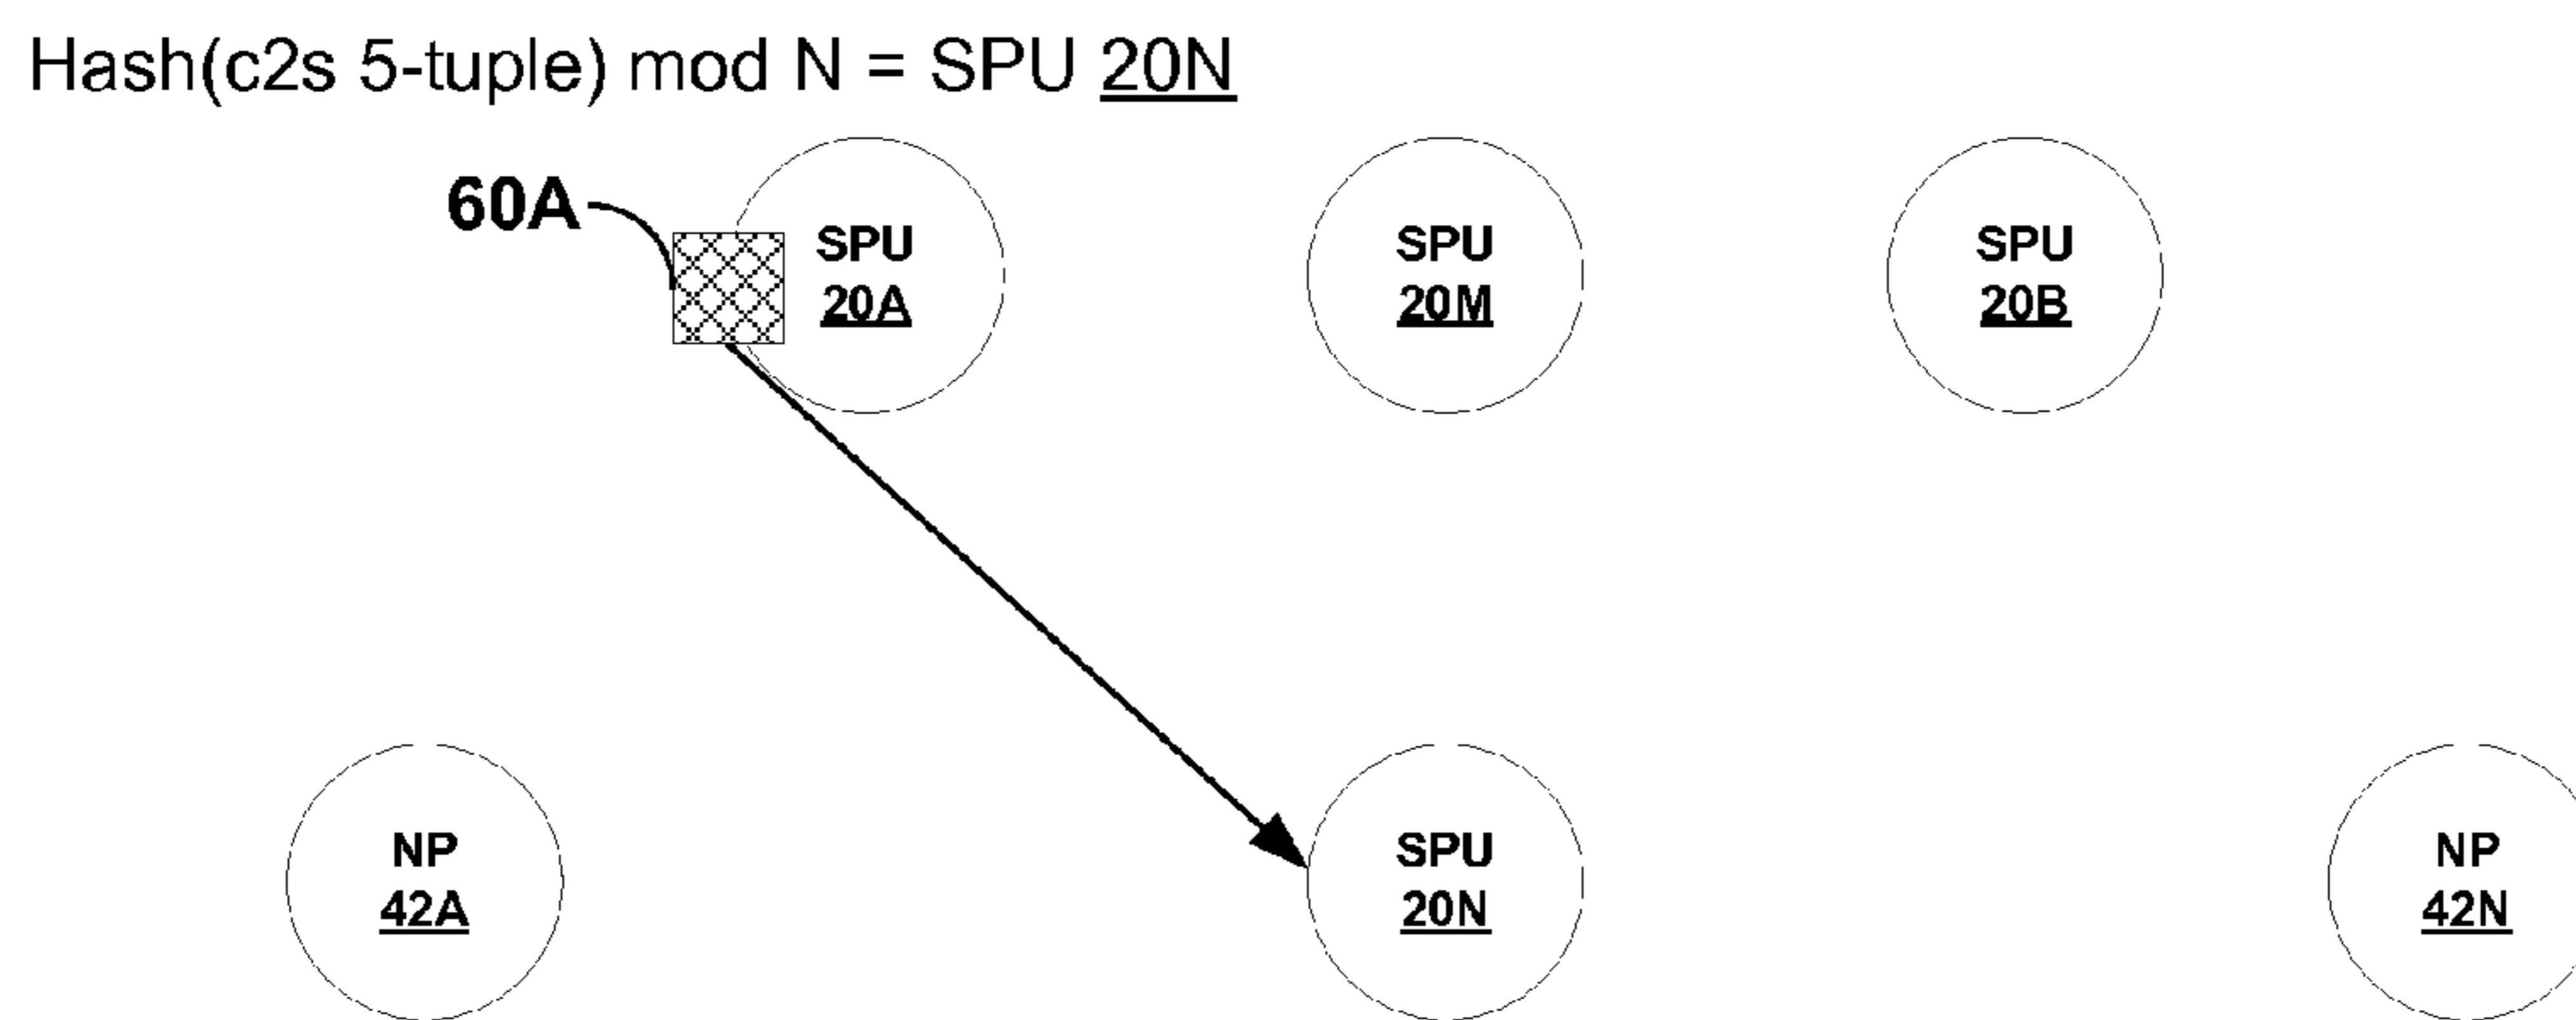 Hash(c2s 5-tuple) mod N = SPU 20N
60A
SPU
20A
SPU
20M
SPU
20B
NP
42A
SPU
20N
NP
42N